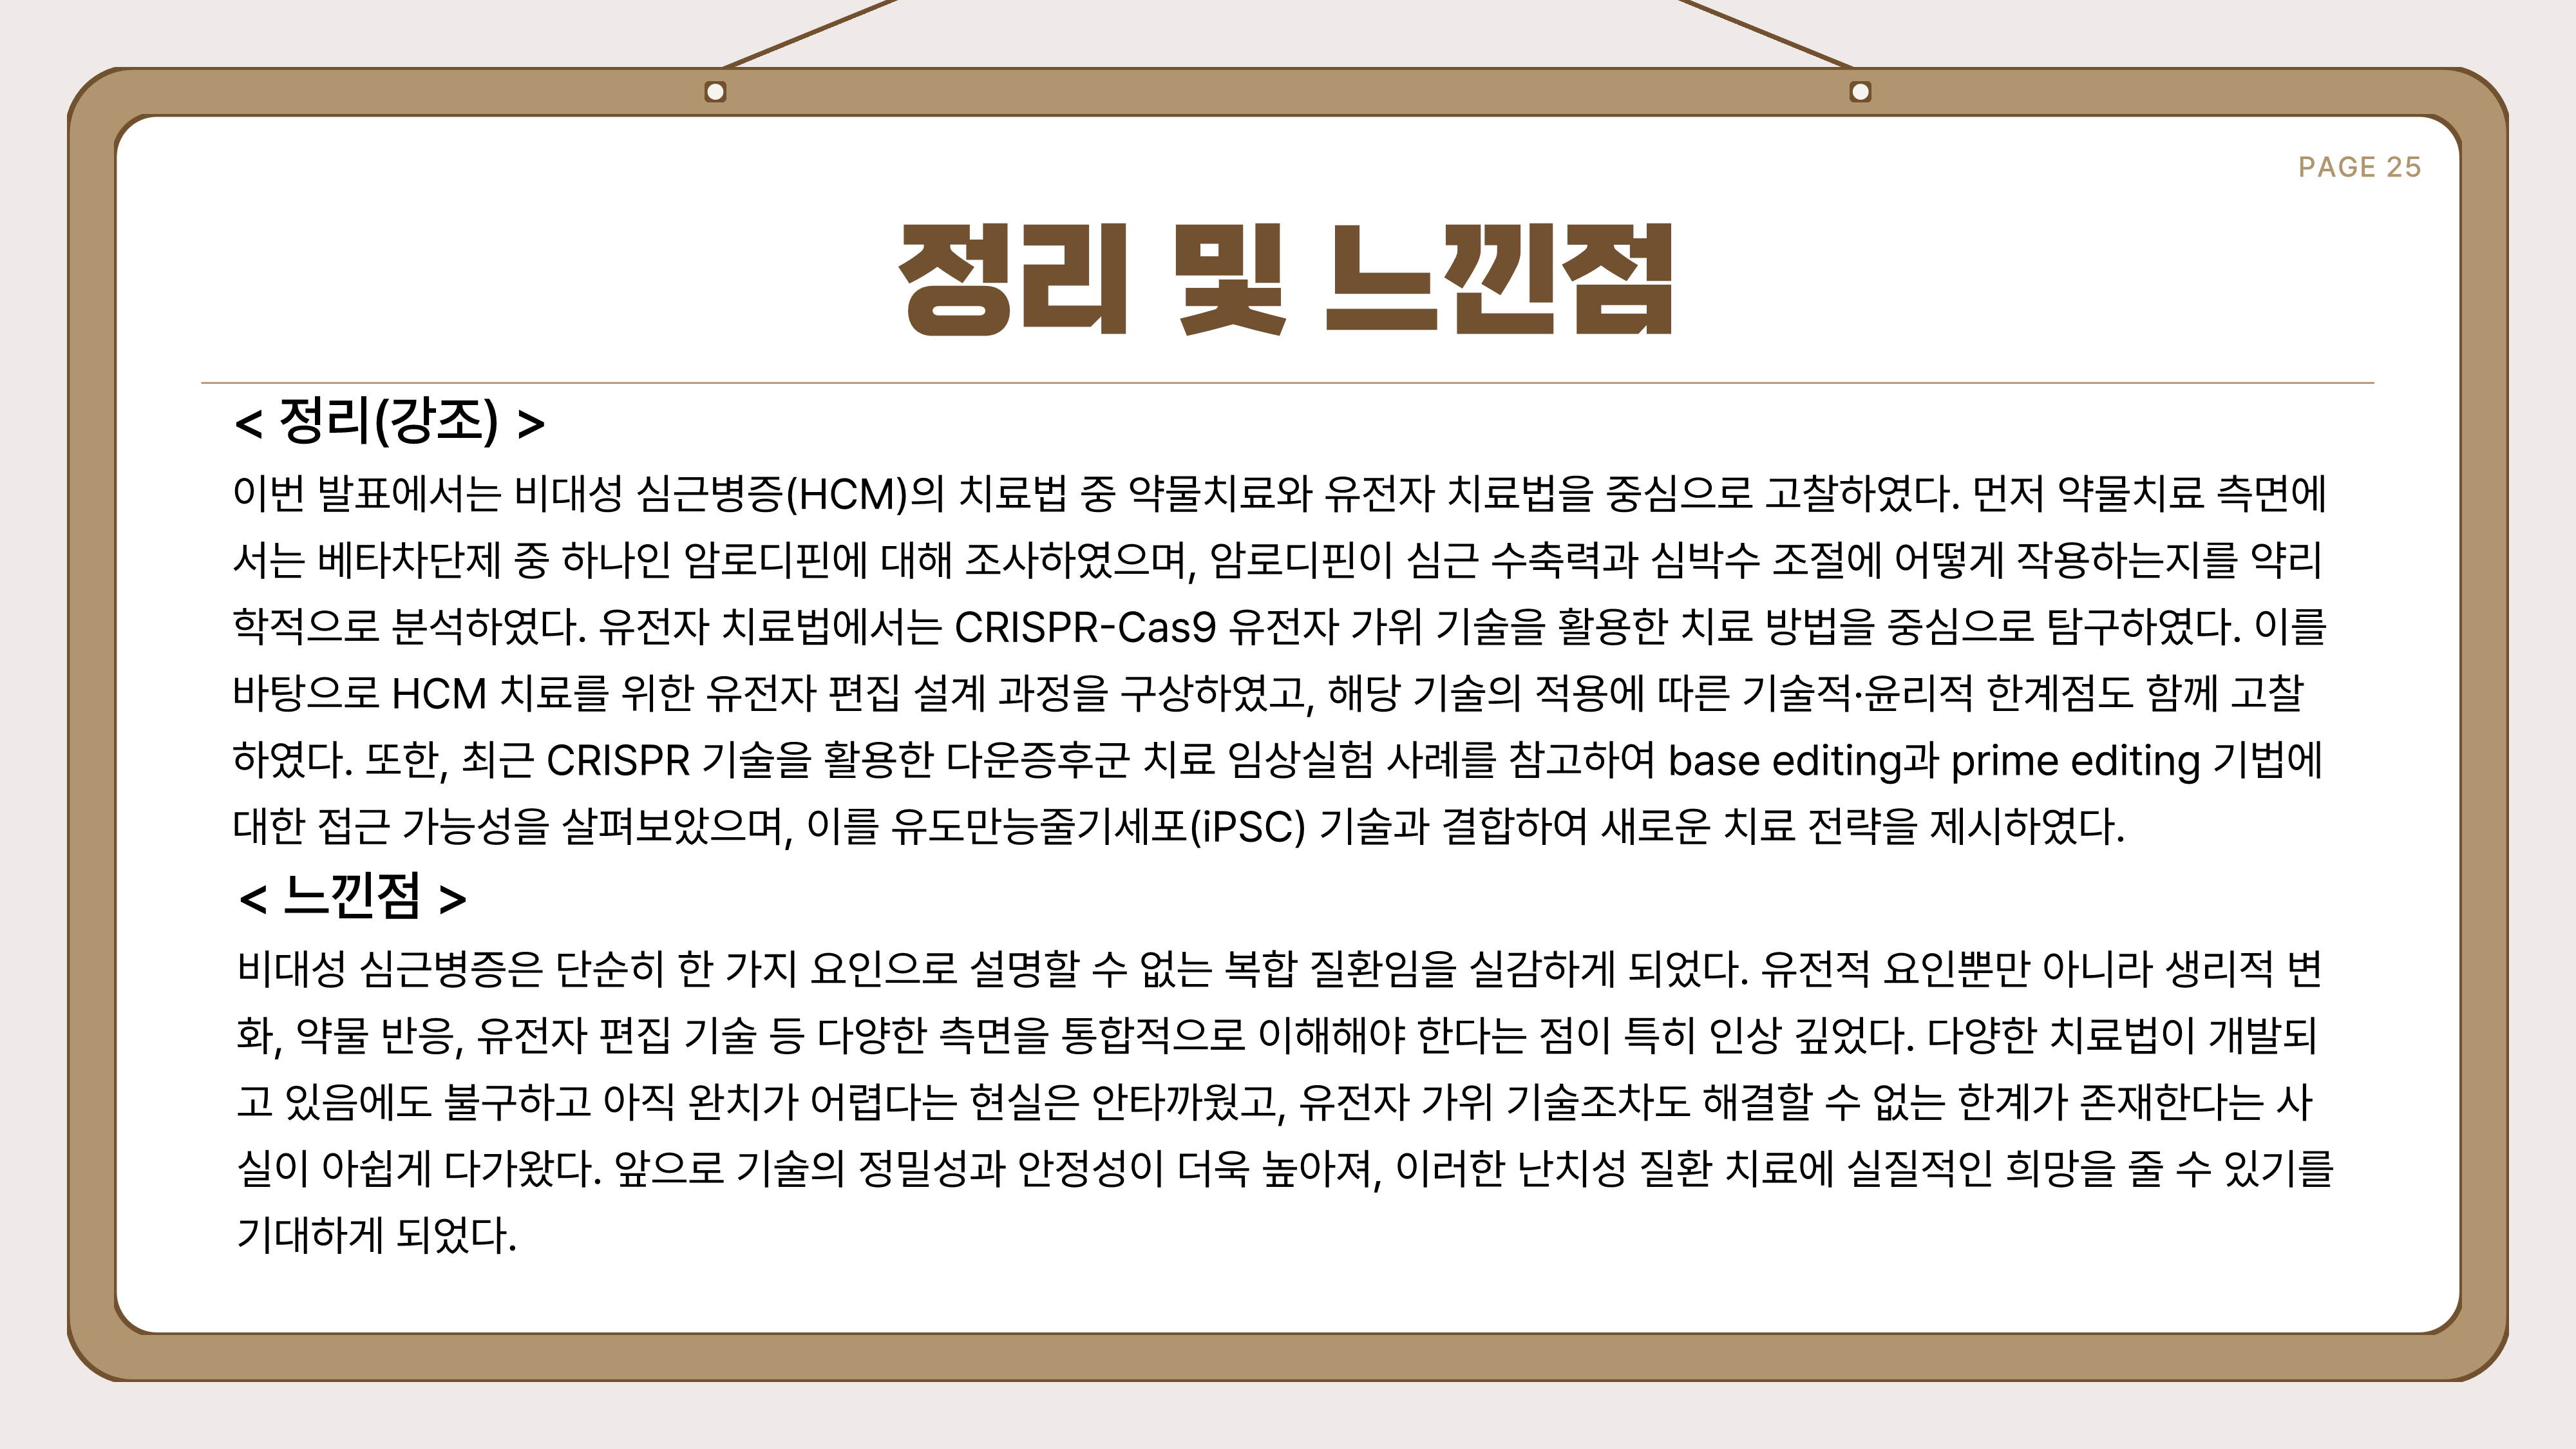 PAGE 25
정리 및 느낀점
< 정리(강조) >
이번 발표에서는 비대성 심근병증(HCM)의 치료법 중 약물치료와 유전자 치료법을 중심으로 고찰하였다. 먼저 약물치료 측면에
서는 베타차단제 중 하나인 암로디핀에 대해 조사하였으며, 암로디핀이 심근 수축력과 심박수 조절에 어떻게 작용하는지를 약리
학적으로 분석하였다. 유전자 치료법에서는 CRISPR-Cas9 유전자 가위 기술을 활용한 치료 방법을 중심으로 탐구하였다. 이를
바탕으로 HCM 치료를 위한 유전자 편집 설계 과정을 구상하였고, 해당 기술의 적용에 따른 기술적·윤리적 한계점도 함께 고찰
하였다. 또한, 최근 CRISPR 기술을 활용한 다운증후군 치료 임상실험 사례를 참고하여 base editing과 prime editing 기법에
대한 접근 가능성을 살펴보았으며, 이를 유도만능줄기세포(iPSC) 기술과 결합하여 새로운 치료 전략을 제시하였다.
< 느낀점 >
비대성 심근병증은 단순히 한 가지 요인으로 설명할 수 없는 복합 질환임을 실감하게 되었다. 유전적 요인뿐만 아니라 생리적 변
화, 약물 반응, 유전자 편집 기술 등 다양한 측면을 통합적으로 이해해야 한다는 점이 특히 인상 깊었다. 다양한 치료법이 개발되
고 있음에도 불구하고 아직 완치가 어렵다는 현실은 안타까웠고, 유전자 가위 기술조차도 해결할 수 없는 한계가 존재한다는 사
실이 아쉽게 다가왔다. 앞으로 기술의 정밀성과 안정성이 더욱 높아져, 이러한 난치성 질환 치료에 실질적인 희망을 줄 수 있기를
기대하게 되었다.